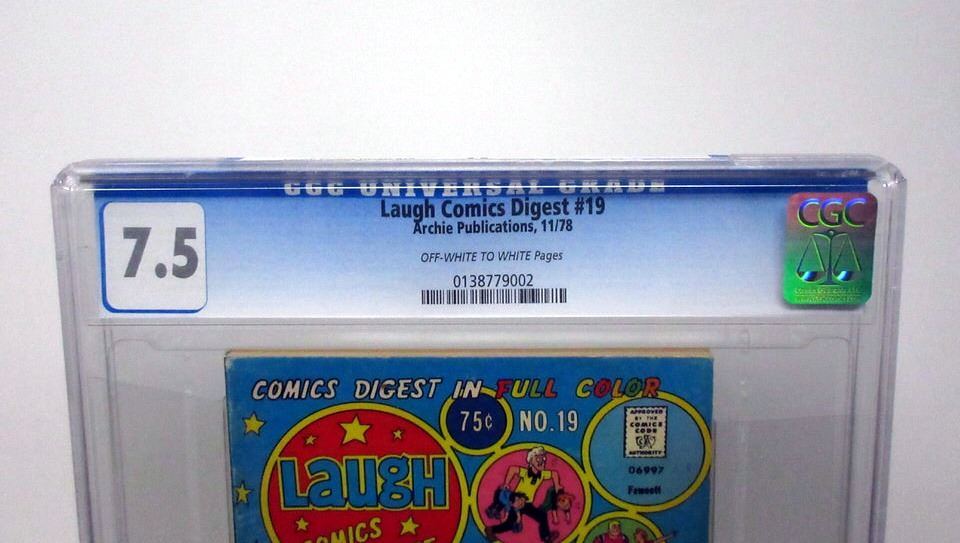 CGC UNIVERSAL GRADE
7.5
Laugh Comics Digest #19
Archie Publications, 11/78
OFF-WHITE TO WHITE Pages
0138779002
CGC
COMICS DIGEST IN FULL COLOR
75¢ NO.19
APPROVED
BY THE
COMICS
CODE
AUTHORITY
06997
Fawcett
Laugh
COMICS